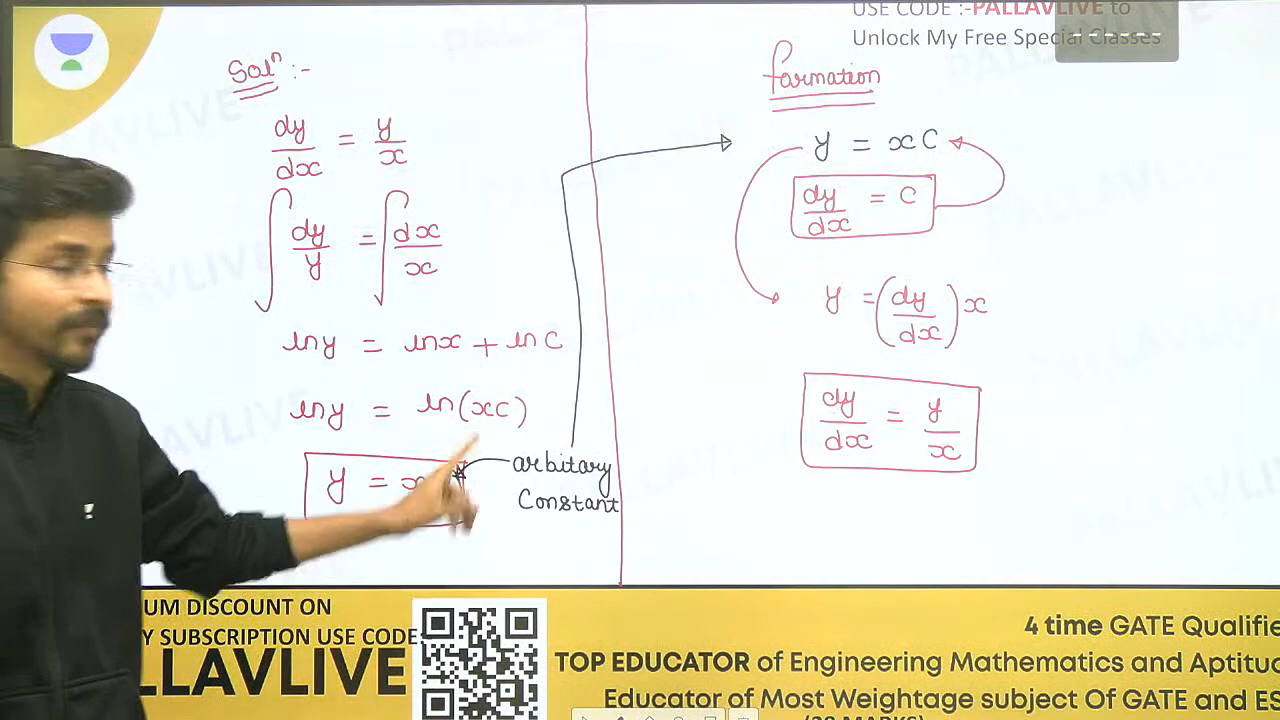 USE CODE :-PALLAVLIVE to
Unlock My Free Special Classes
Solⁿ :-
dy/dx = y/x
∫ dy/y = ∫ dx/x
lny = lnx + lnC
lny = ln(xC)
y = x
arbitary
Constant
formation
y = xC
dy/dx = C
y = (dy/dx) x
dy/dx = y/x
UM DISCOUNT ON
Y SUBSCRIPTION USE CODE
LLAVLIVE
4 time GATE Qualifie
TOP EDUCATOR of Engineering Mathematics and Aptitud
Educator of Most Weightage subject Of GATE and ES